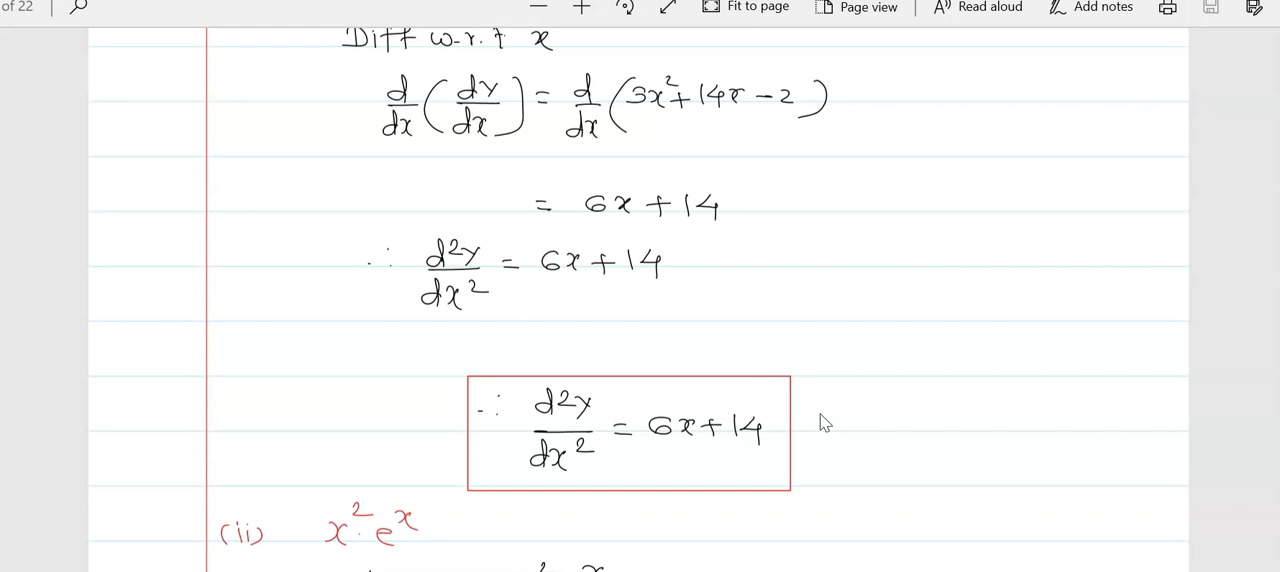 of 22 Fit to page Page view Read aloud Add notes
Diff w.r.t x
d/dx (dy/dx) = d/dx (3x² + 14x - 2)
= 6x + 14
∴ d²y/dx² = 6x + 14
∴ d²y/dx² = 6x + 14
(ii) x² · eˣ